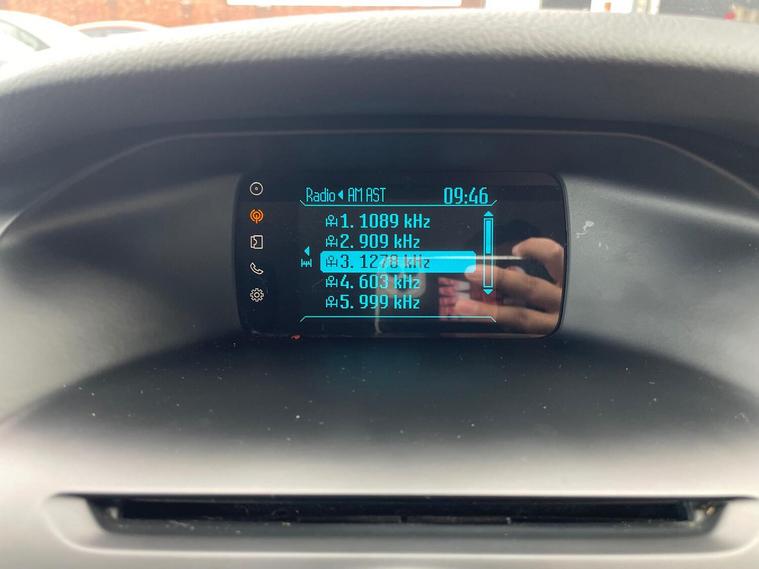 Radio AM AST 09:46
1. 1089 kHz
2. 909 kHz
3. 1278 kHz
4. 603 kHz
5. 999 kHz